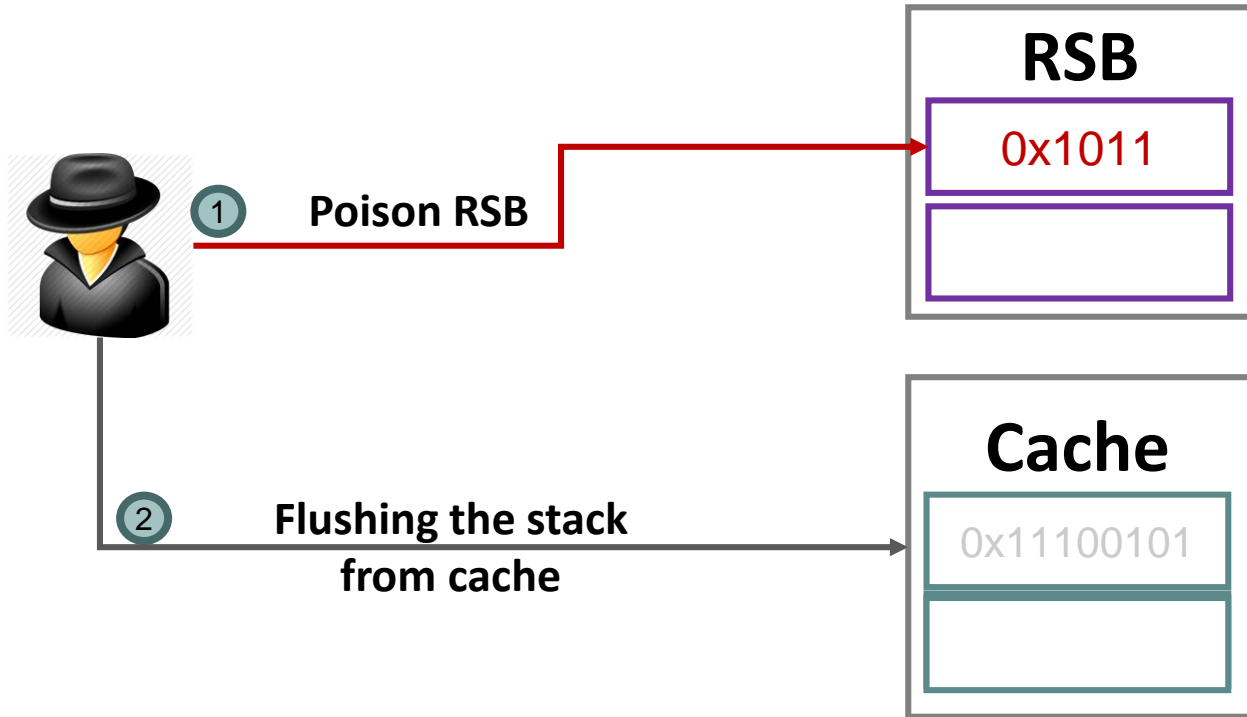 RSB
0x1011
1
Poison RSB
Cache
2
Flushing the stack
from cache
0x11100101